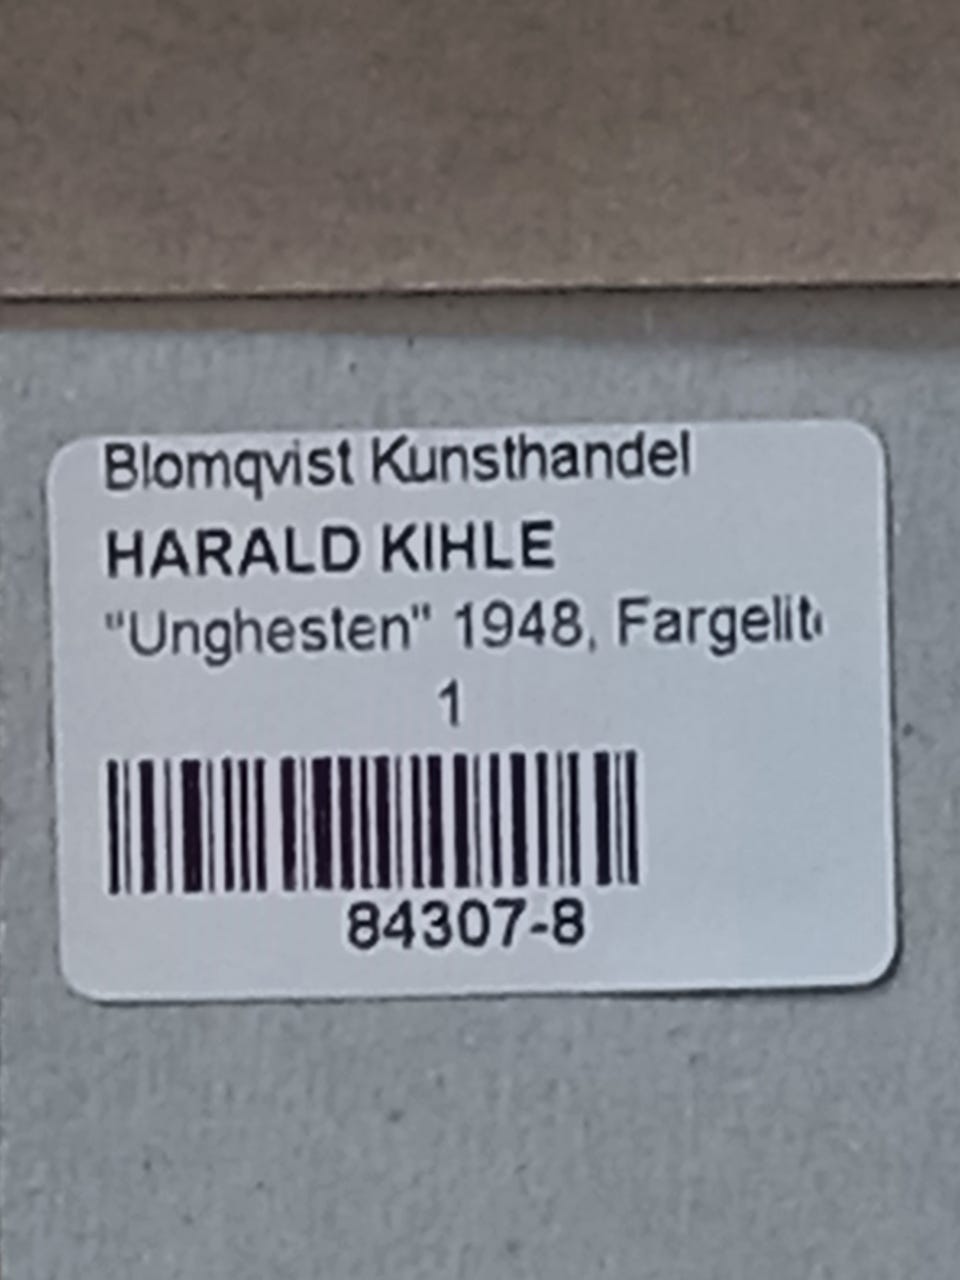 Blomqvist Kunsthandel
HARALD KIHLE
"Unghesten" 1948, Fargelit
1
84307-8